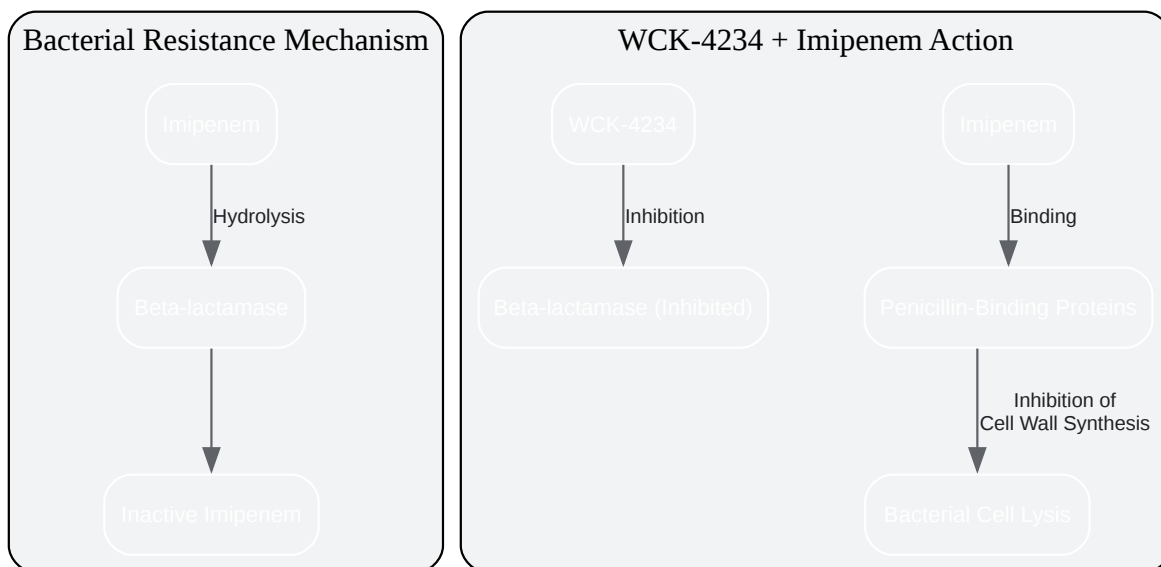 Bacterial Resistance Mechanism
Imipenem
Hydrolysis
Beta-lactamase
Inactive Imipenem
WCK-4234 + Imipenem Action
WCK-4234
Inhibition
Beta-lactamase (Inhibited)
Imipenem
Binding
Penicillin-Binding Proteins
Inhibition of
Cell Wall Synthesis
Bacterial Cell Lysis